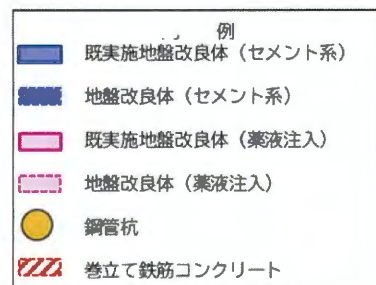 例
既実施地盤改良体（セメント系）
地盤改良体（セメント系）
既実施地盤改良体（薬液注入）
地盤改良体（薬液注入）
鋼管杭
巻立て鉄筋コンクリート